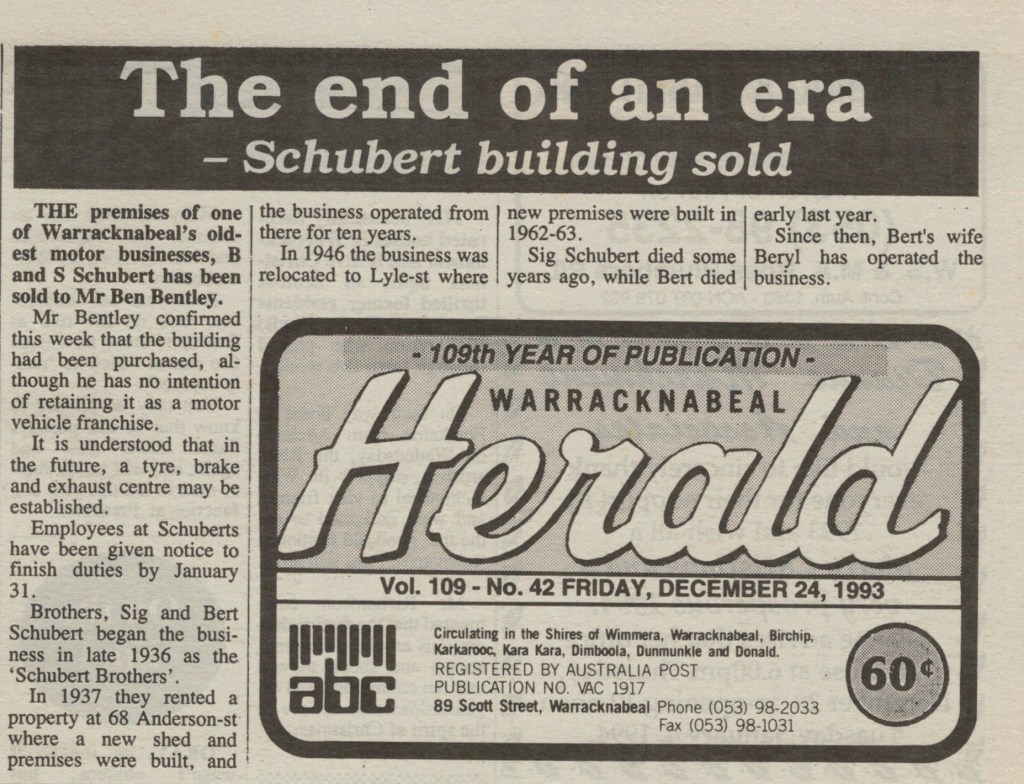 The end of an era
– Schubert building sold
THE premises of one
of Warracknabeal's old-
est motor businesses, B
and S Schubert has been
sold to Mr Ben Bentley.
Mr Bentley confirmed
this week that the building
had been purchased, al-
though he has no intention
of retaining it as a motor
vehicle franchise.
It is understood that in
the future, a tyre, brake
and exhaust centre may be
established.
Employees at Schuberts
have been given notice to
finish duties by January
31.
Brothers, Sig and Bert
Schubert began the busi-
ness in late 1936 as the
‘Schubert Brothers’.
In 1937 they rented a
property at 68 Anderson-st
where a new shed and
premises were built, and
the business operated from
there for ten years.
In 1946 the business was
relocated to Lyle-st where
new premises were built in
1962-63.
Sig Schubert died some
years ago, while Bert died
early last year.
Since then, Bert's wife
Beryl has operated the
business.
- 109th YEAR OF PUBLICATION -
WARRACKNABEAL
Herald
Vol. 109 - No. 42 FRIDAY, DECEMBER 24, 1993
abc
Circulating in the Shires of Wimmera, Warracknabeal, Birchip,
Karkarooc, Kara Kara, Dimboola, Dunmunkle and Donald.
REGISTERED BY AUSTRALIA POST
PUBLICATION NO. VAC 1917
89 Scott Street, Warracknabeal Phone (053) 98-2033
Fax (053) 98-1031
60¢